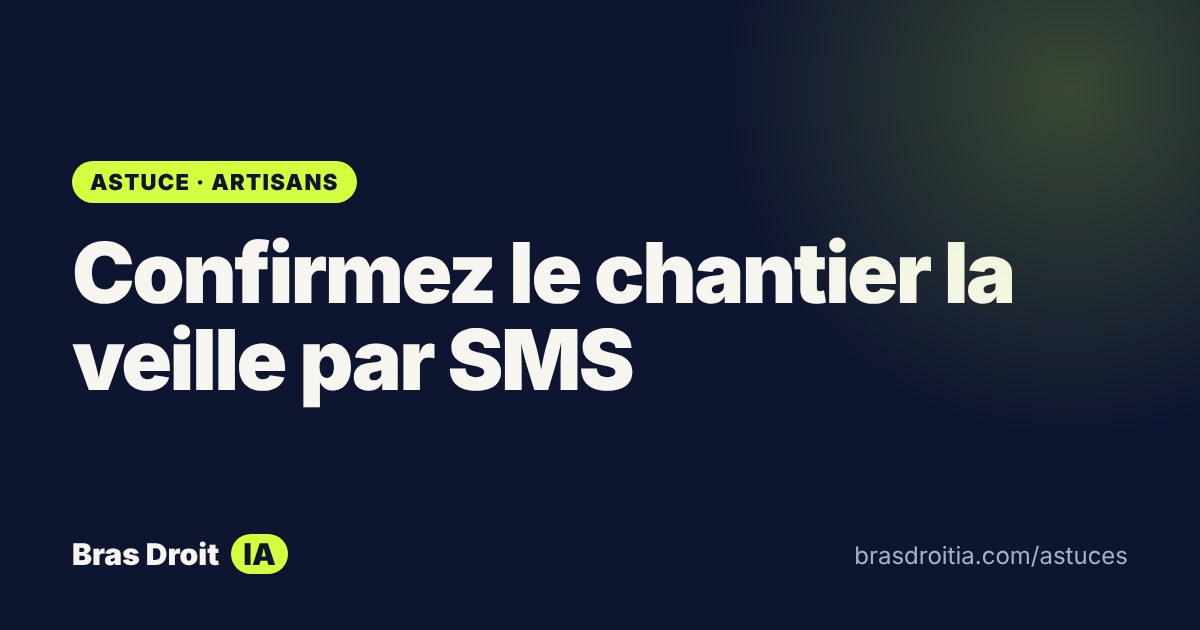 ASTUCE · ARTISANS
Confirmez le chantier la
veille par SMS
Bras Droit IA
brasdroitia.com/astuces